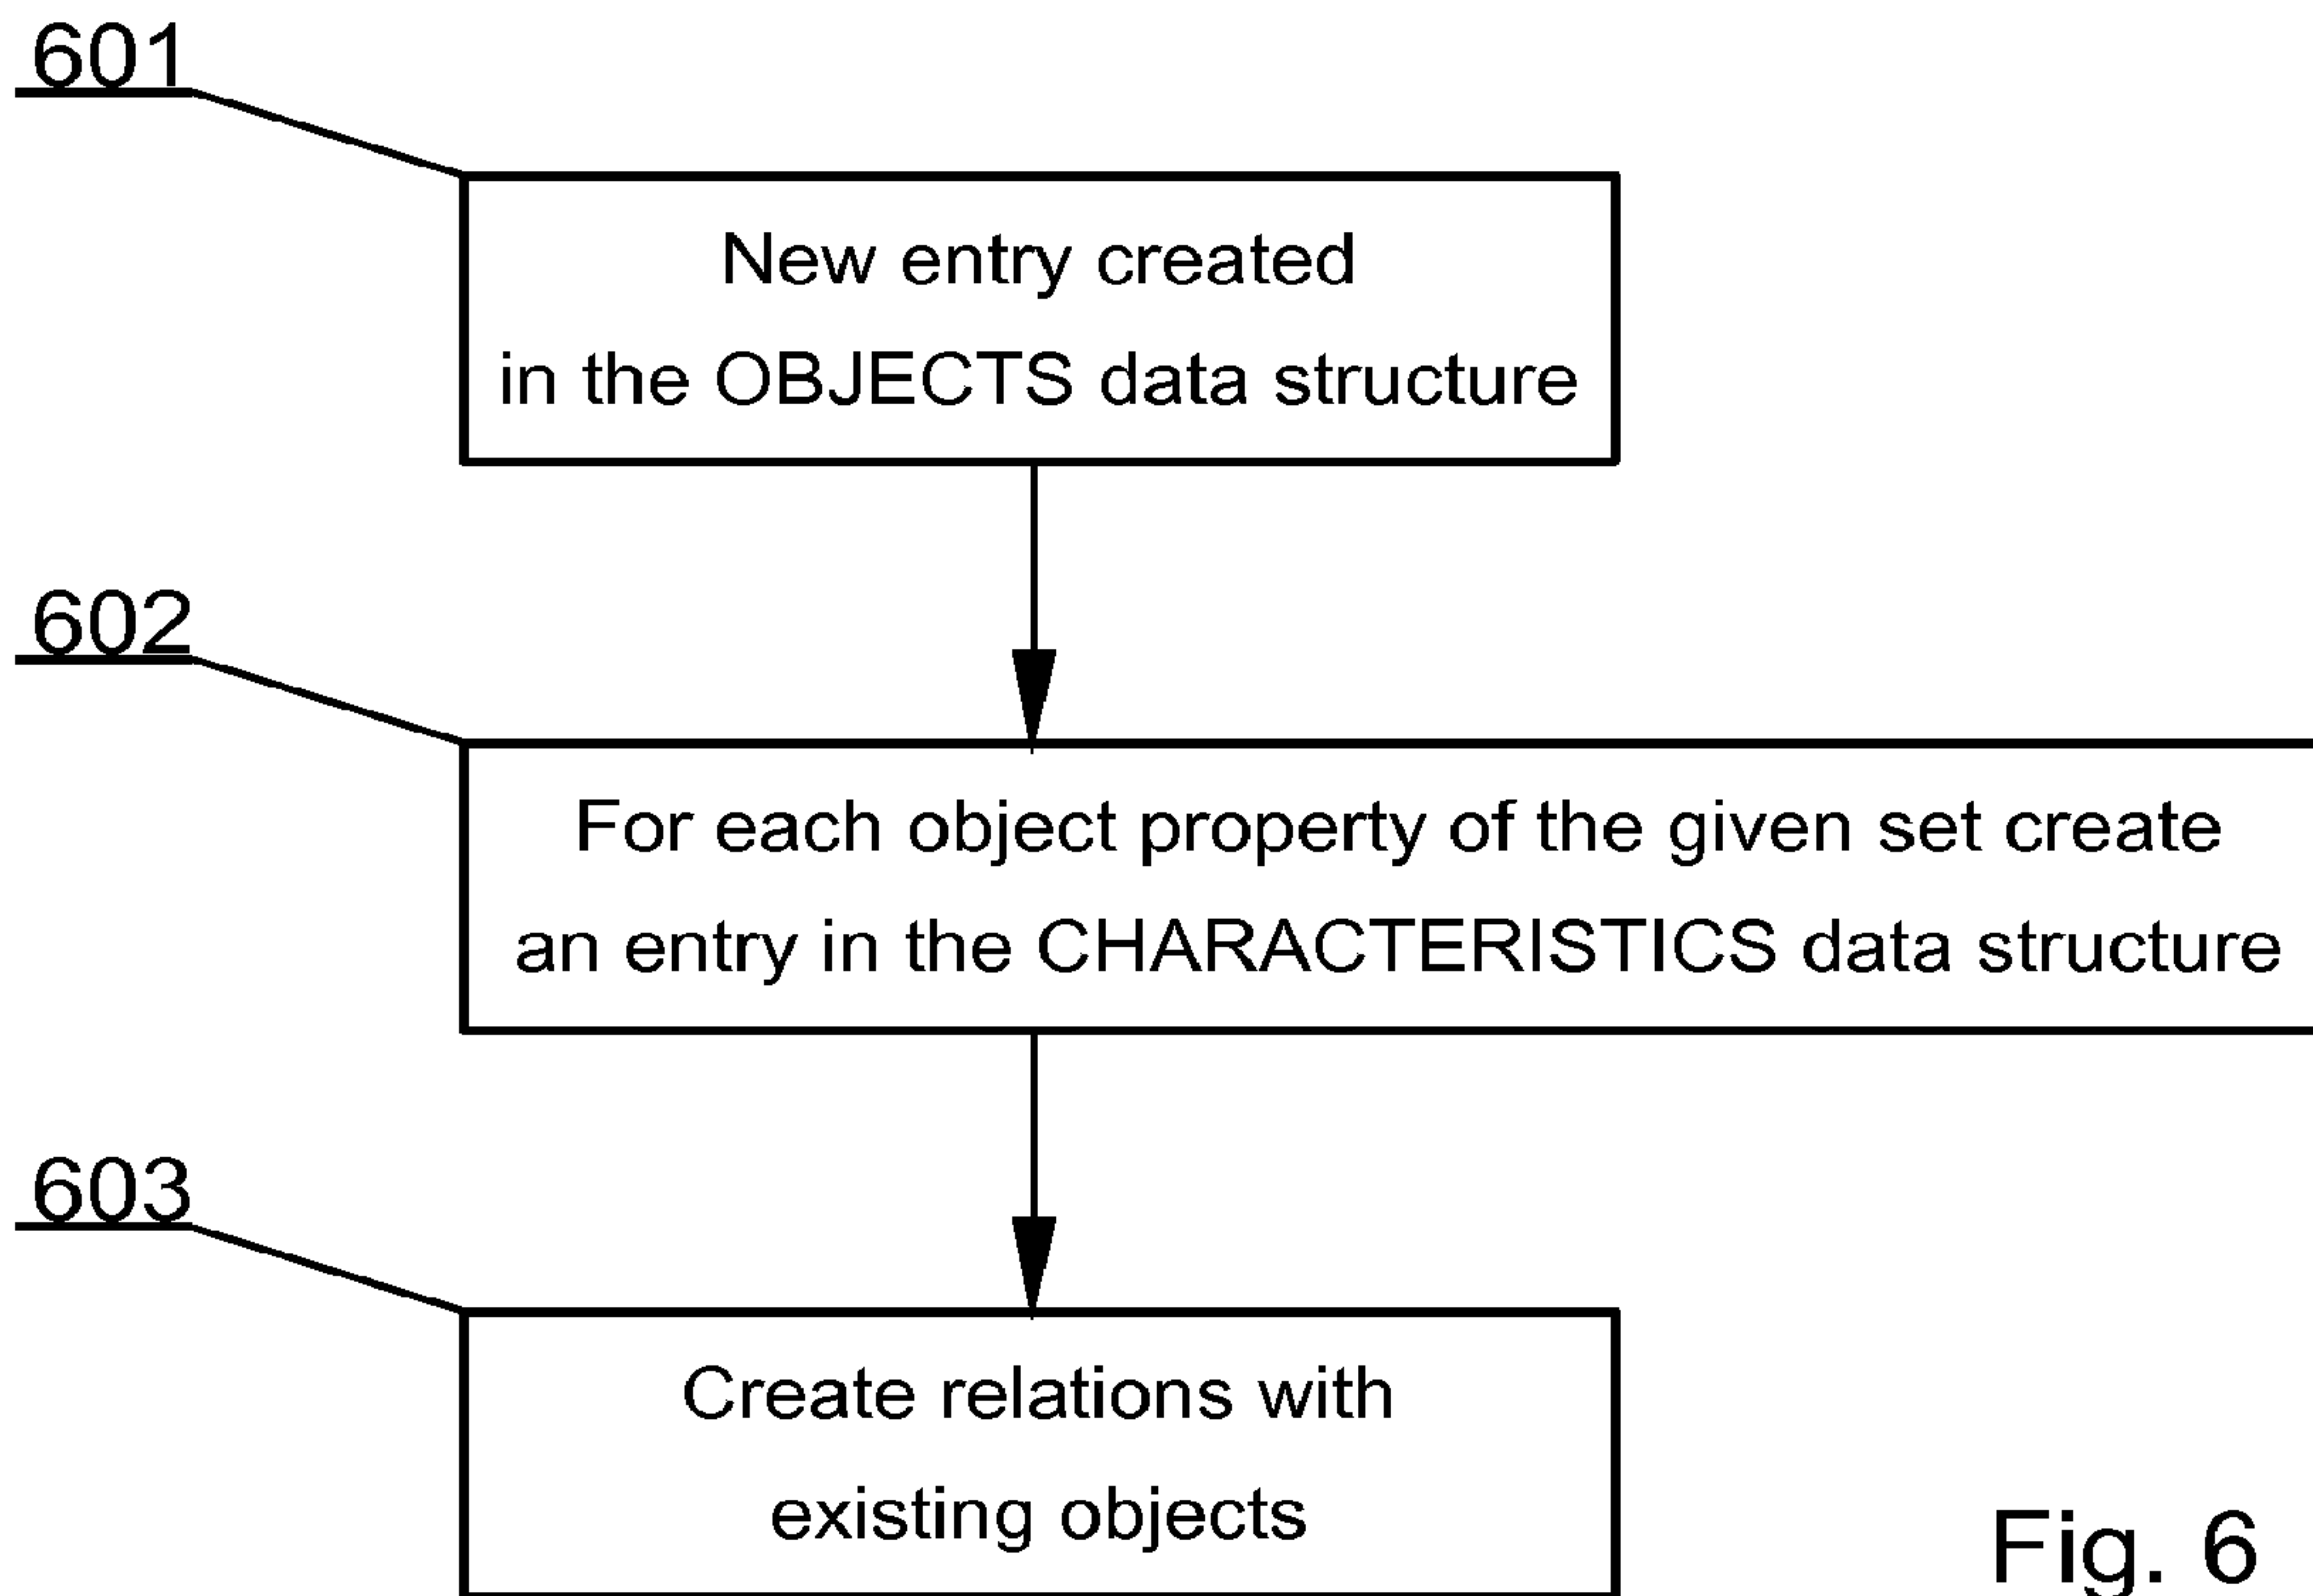 601
New entry created
in the OBJECTS data structure
602
For each object property of the given set create
an entry in the CHARACTERISTICS data structure
603
Create relations with
existing objects
Fig. 6